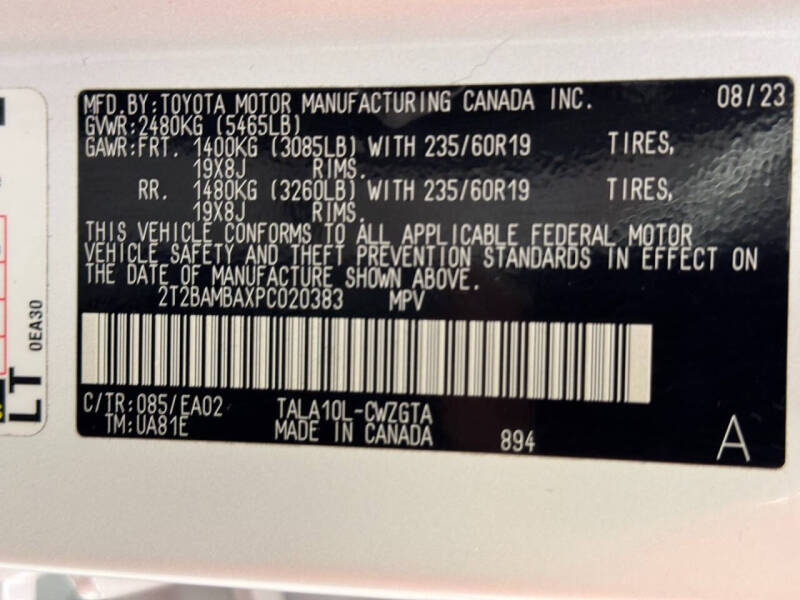 MFD.BY:TOYOTA MOTOR MANUFACTURING CANADA INC. 08/23
GVWR:2480KG (5465LB)
GAWR:FRT. 1400KG (3085LB) WITH 235/60R19 TIRES,
19X8J RIMS.
RR. 1480KG (3260LB) WITH 235/60R19 TIRES,
19X8J RIMS.
THIS VEHICLE CONFORMS TO ALL APPLICABLE FEDERAL MOTOR
VEHICLE SAFETY AND THEFT PREVENTION STANDARDS IN EFFECT ON
THE DATE OF MANUFACTURE SHOWN ABOVE.
2T2BAMBAXPC020383 MPV
C/TR:085/EA02 TALA10L-CWZGTA
TM:UA81E MADE IN CANADA 894 A
LT
0EA30